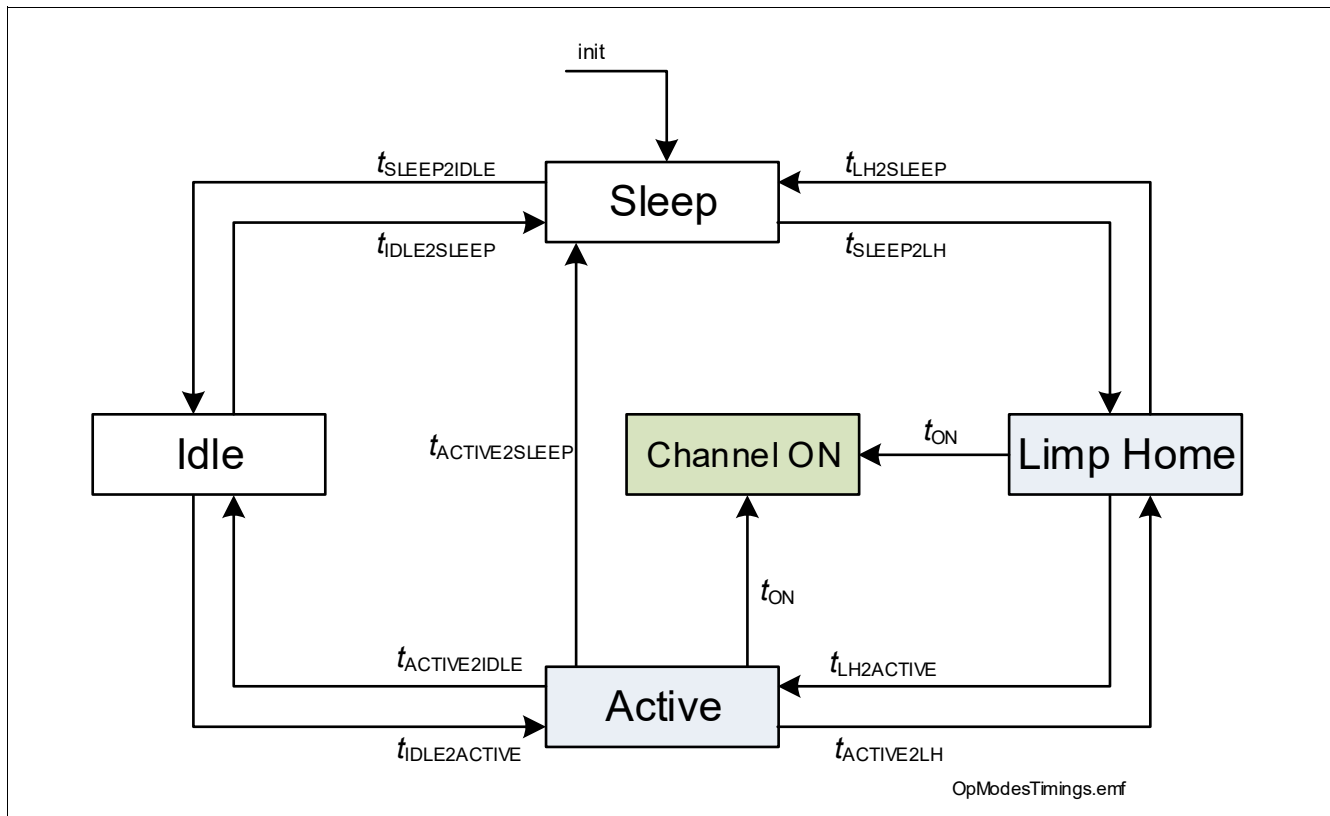 init
tSLEEP2IDLE
tLH2SLEEP
Sleep
tIDLE2SLEEP
tSLEEP2LH
Idle
tACTIVE2SLEEP
Channel ON
tON
Limp Home
tON
tACTIVE2IDLE
tLH2ACTIVE
Active
tIDLE2ACTIVE
tACTIVE2LH
OpModesTimings.emf